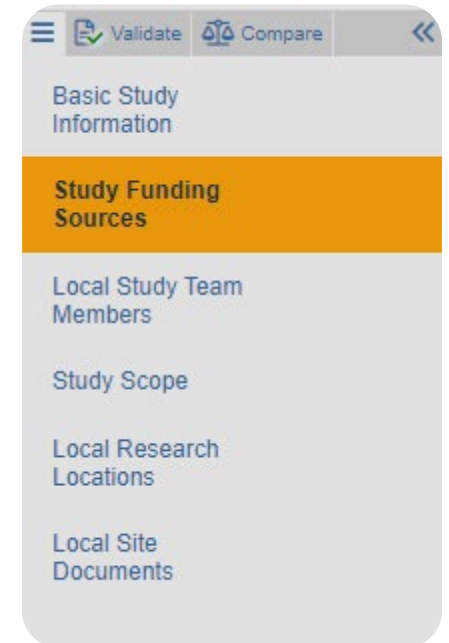 Validate Compare
Basic Study
Information
Study Funding
Sources
Local Study Team
Members
Study Scope
Local Research
Locations
Local Site
Documents